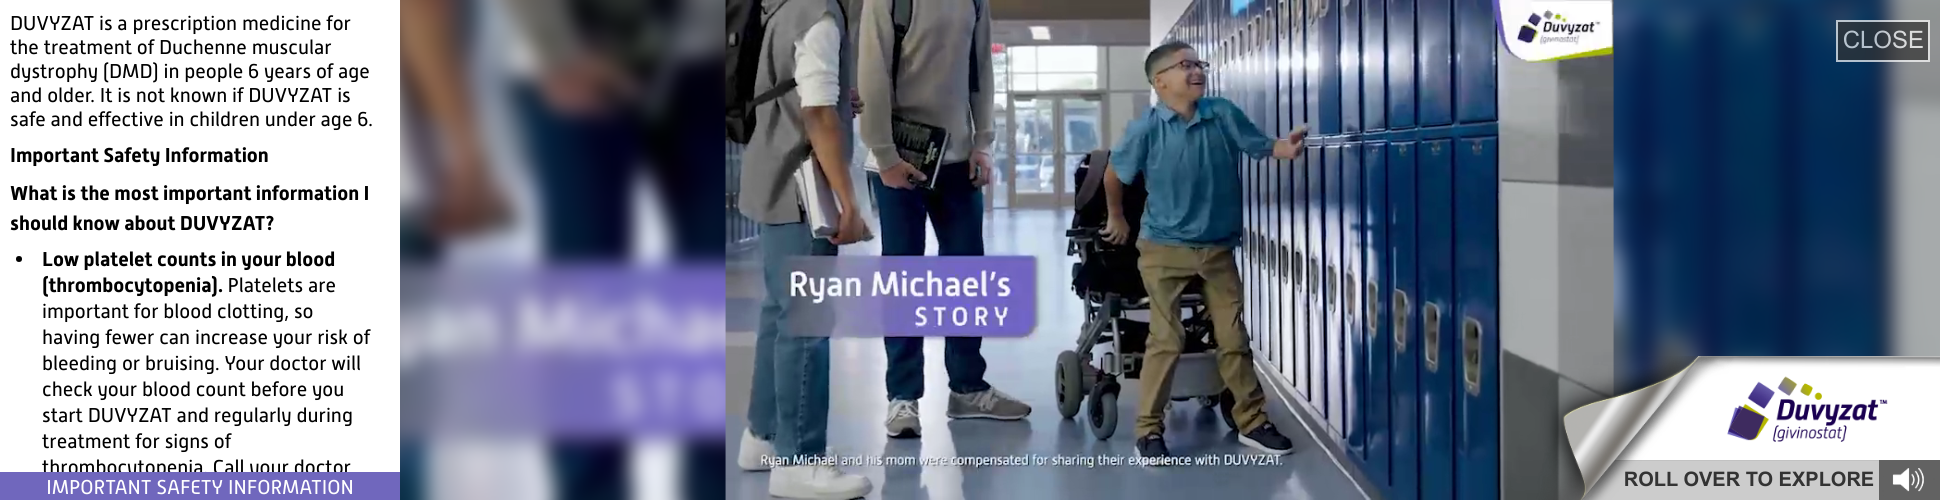 DUVYZAT is a prescription medicine for
the treatment of Duchenne muscular
dystrophy (DMD) in people 6 years of age
and older. It is not known if DUVYZAT is
safe and effective in children under age 6.
Important Safety Information
What is the most important information I
should know about DUVYZAT?
• Low platelet counts in your blood
(thrombocytopenia). Platelets are
important for blood clotting, so
having fewer can increase your risk of
bleeding or bruising. Your doctor will
check your blood count before you
start DUVYZAT and regularly during
treatment for signs of
thrombocytopenia. Call your doctor
IMPORTANT SAFETY INFORMATION
Ryan Michael's
STORY
Ryan Michael and his mom were compensated for sharing their experience with DUVYZAT.
Duvyzat™
(givinostat)
CLOSE
Duvyzat™
(givinostat)
ROLL OVER TO EXPLORE